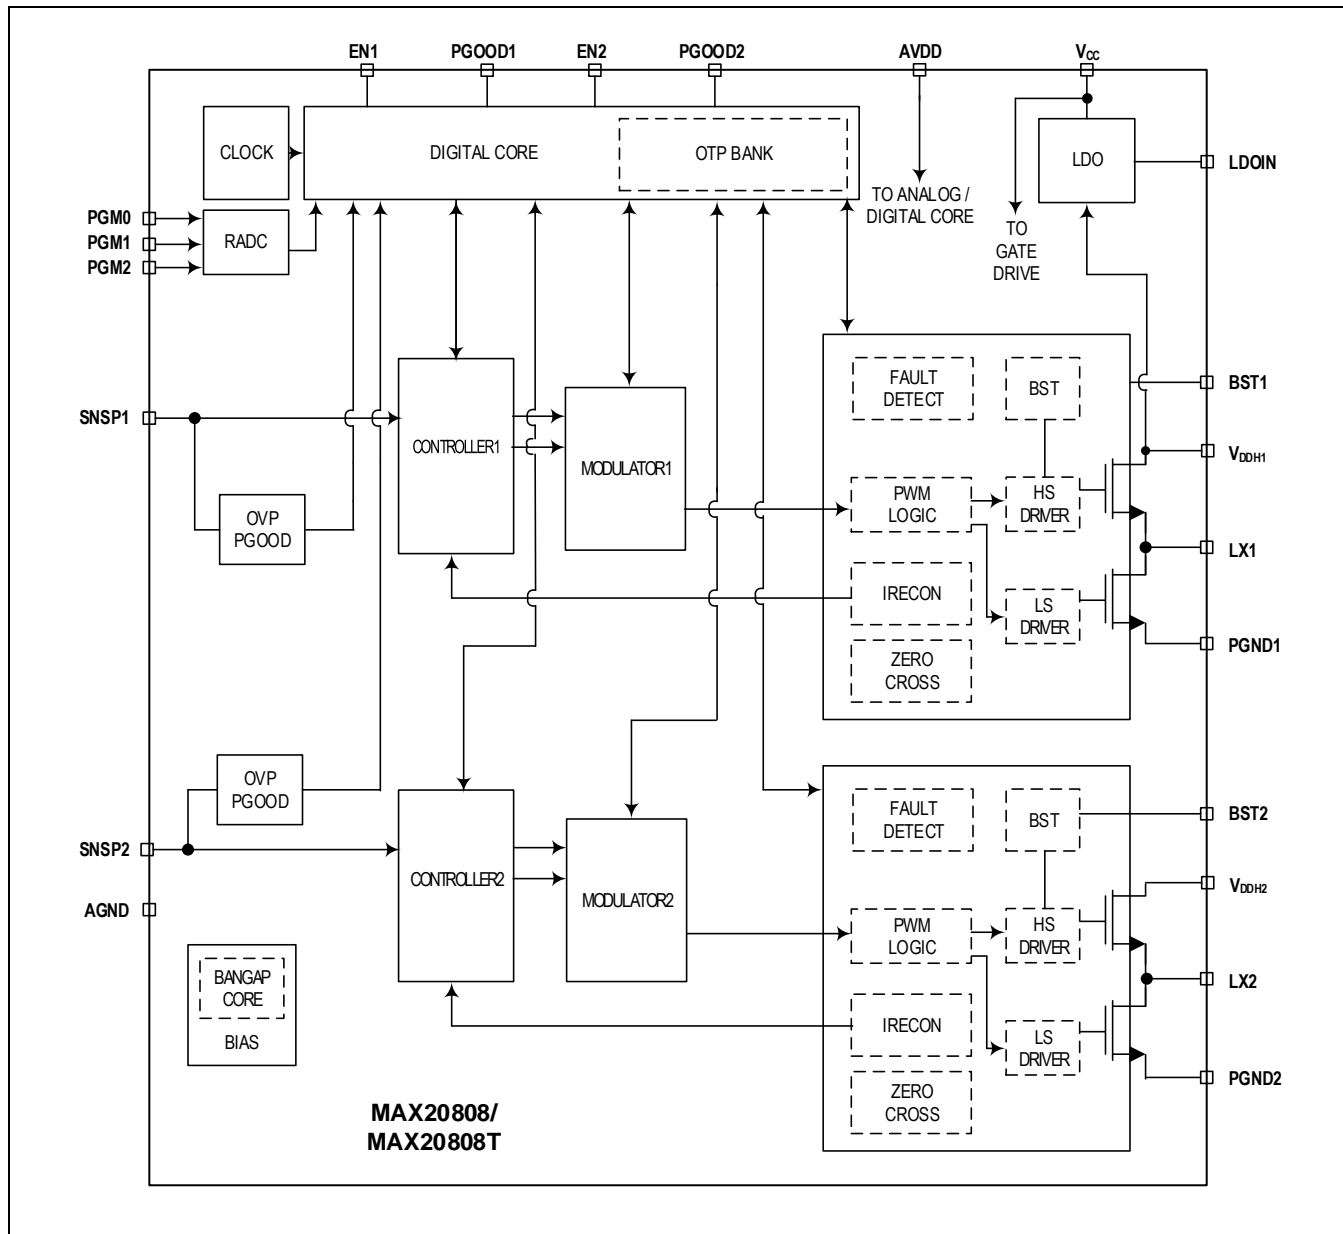 EN1
PGOOD1
EN2
PGOOD2
AVDD
VCC
CLOCK
DIGITAL CORE
OTP BANK
LDO
LDOIN
TO ANALOG /
DIGITAL CORE
TO
GATE
DRIVE
PGM0
PGM1
PGM2
RADC
SNSP1
OVP
PGOOD
CONTROLLER1
MODULATOR1
FAULT
DETECT
BST
BST1
VDDH1
PWM
LOGIC
HS
DRIVER
LX1
IRECON
LS
DRIVER
ZERO
CROSS
PGND1
OVP
PGOOD
SNSP2
AGND
CONTROLLER2
MODULATOR2
FAULT
DETECT
BST
BST2
VDDH2
PWM
LOGIC
HS
DRIVER
LX2
IRECON
LS
DRIVER
ZERO
CROSS
PGND2
BANGAP
CORE
BIAS
MAX20808/
MAX20808T